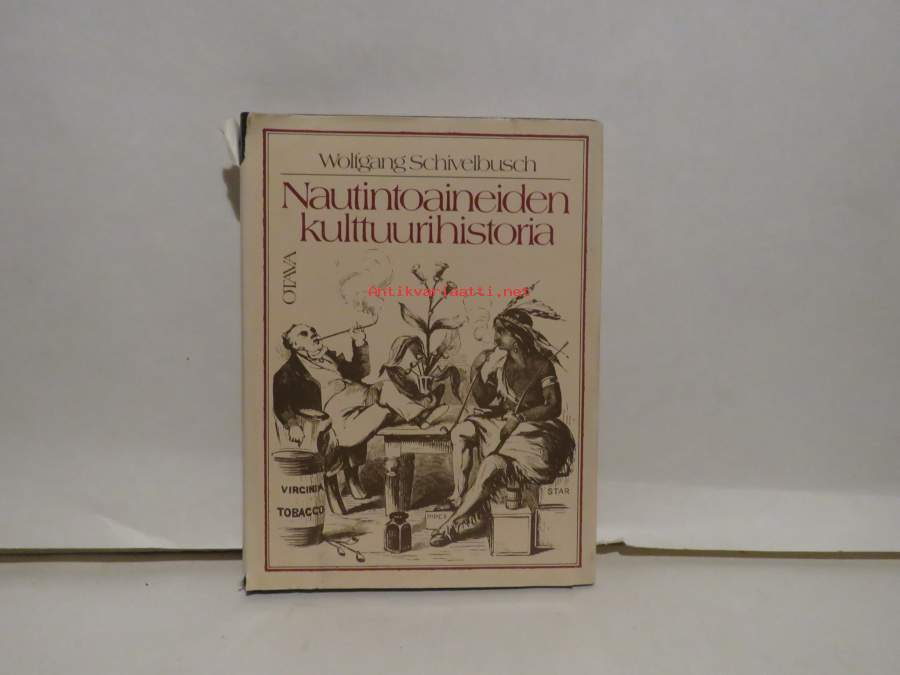 Wolfgang Schivelbusch
Nautintoaineiden
kulttuurihistoria
OTAVA
Antikvariaatti.net
VIRGINIA
TOBACCO
STAR